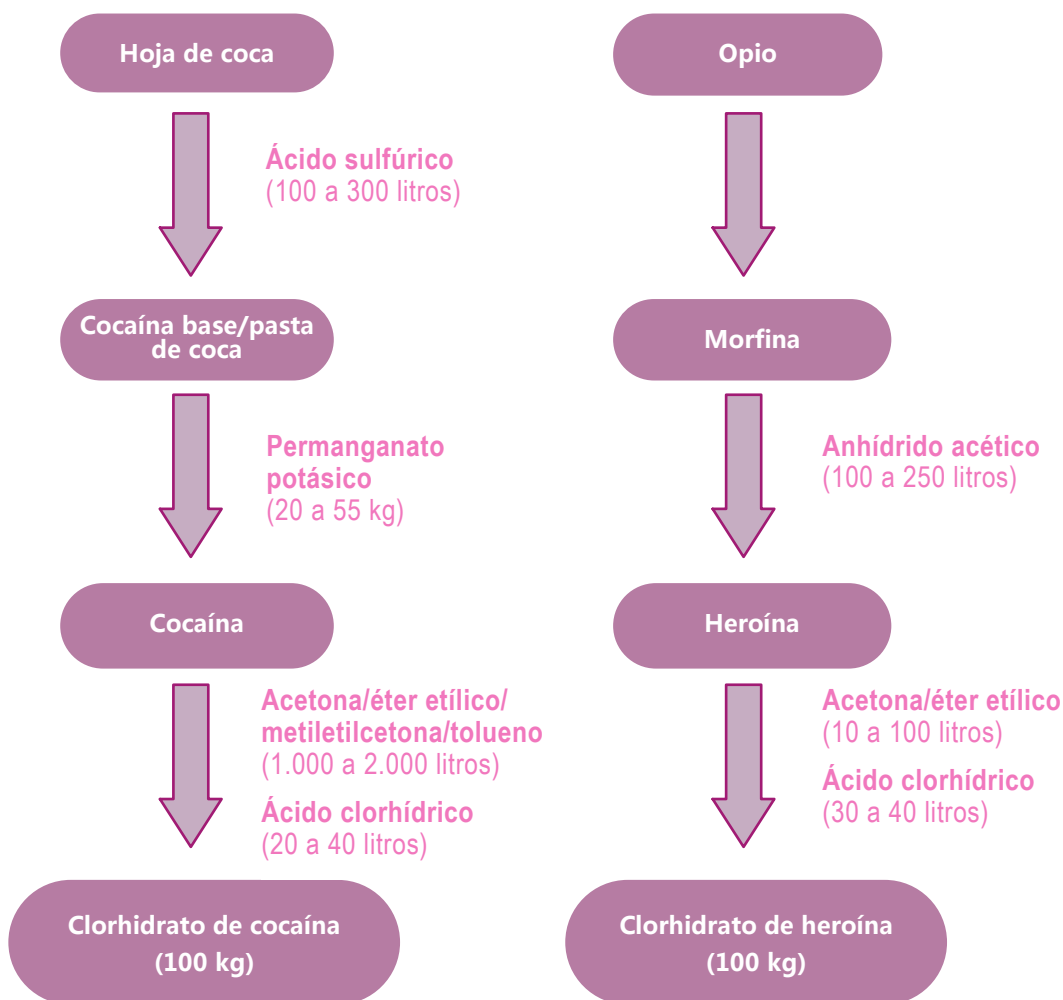 Hoja de coca
Ácido sulfúrico
(100 a 300 litros)
Cocaína base/pasta
de coca
Permanganato
potásico
(20 a 55 kg)
Cocaína
Acetona/éter etílico/
metiletilcetona/tolueno
(1.000 a 2.000 litros)
Ácido clorhídrico
(20 a 40 litros)
Clorhidrato de cocaína
(100 kg)
Opio
Morfina
Anhídrido acético
(100 a 250 litros)
Heroína
Acetona/éter etílico
(10 a 100 litros)
Ácido clorhídrico
(30 a 40 litros)
Clorhidrato de heroína
(100 kg)